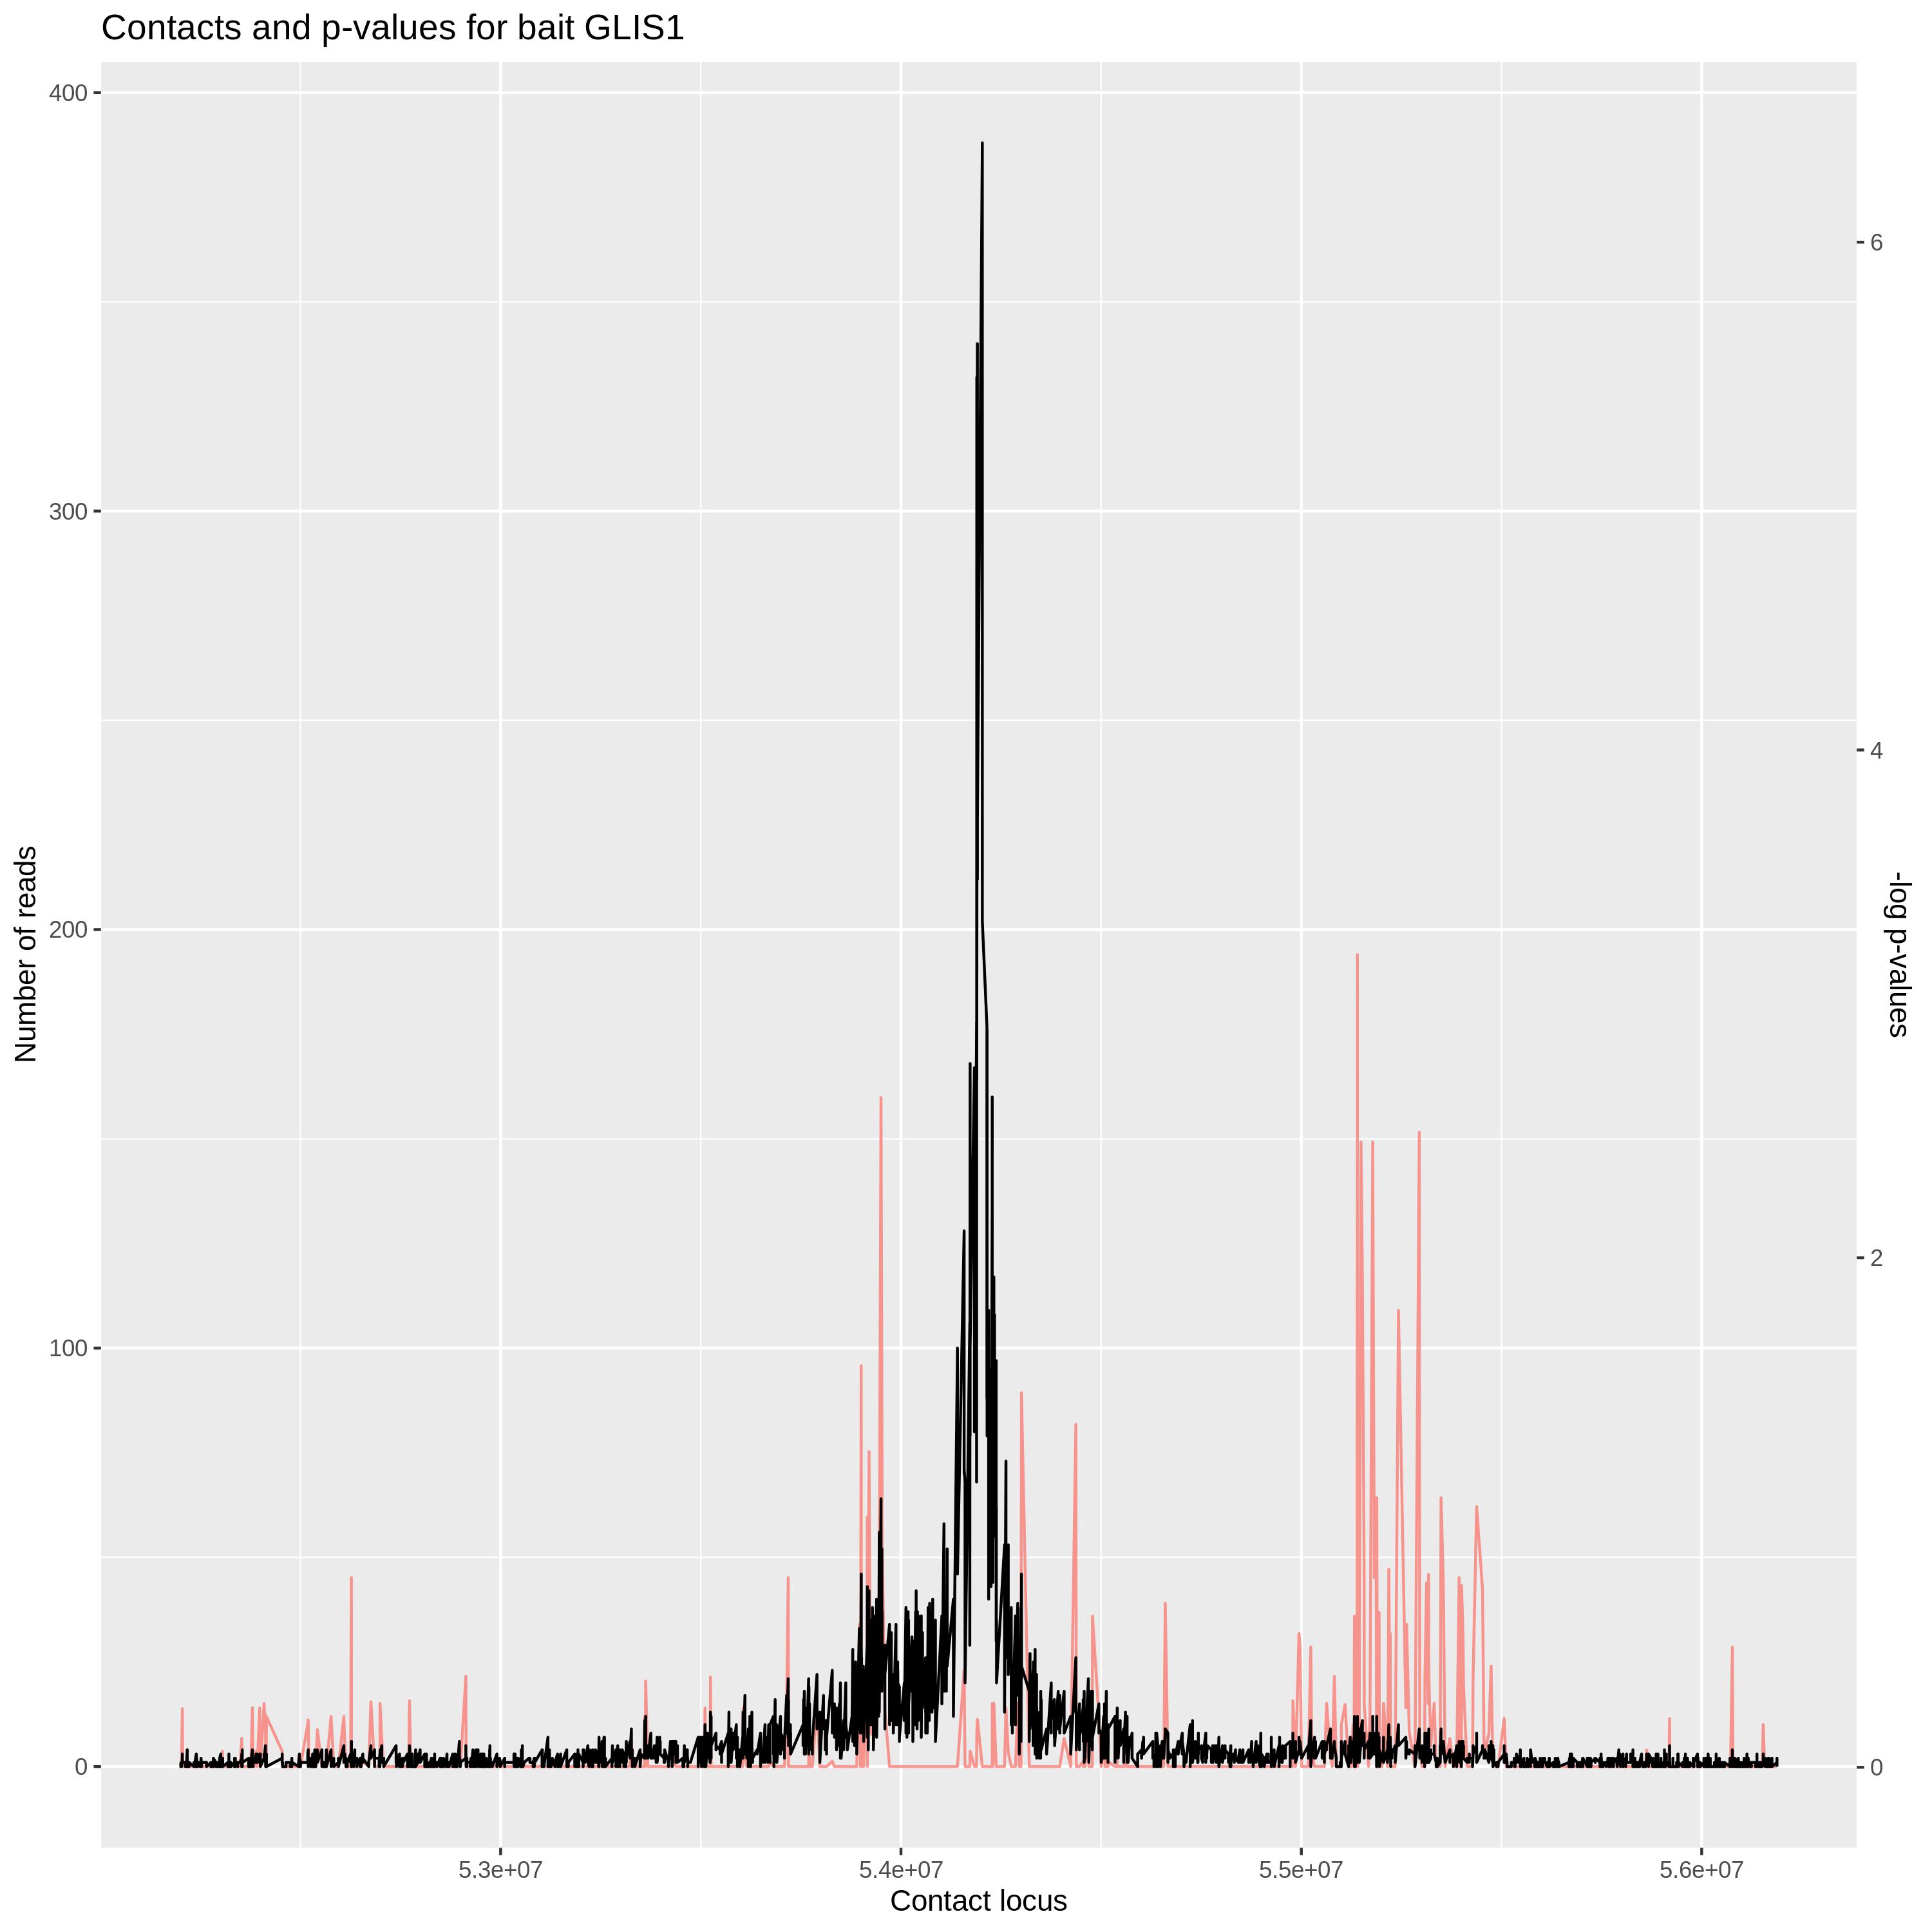 Contacts and p-values for bait GLIS1
400
300
200
100
0
Number of reads
6
4
2
0
-log p-values
5.3e+07
5.4e+07
5.5e+07
5.6e+07
Contact locus